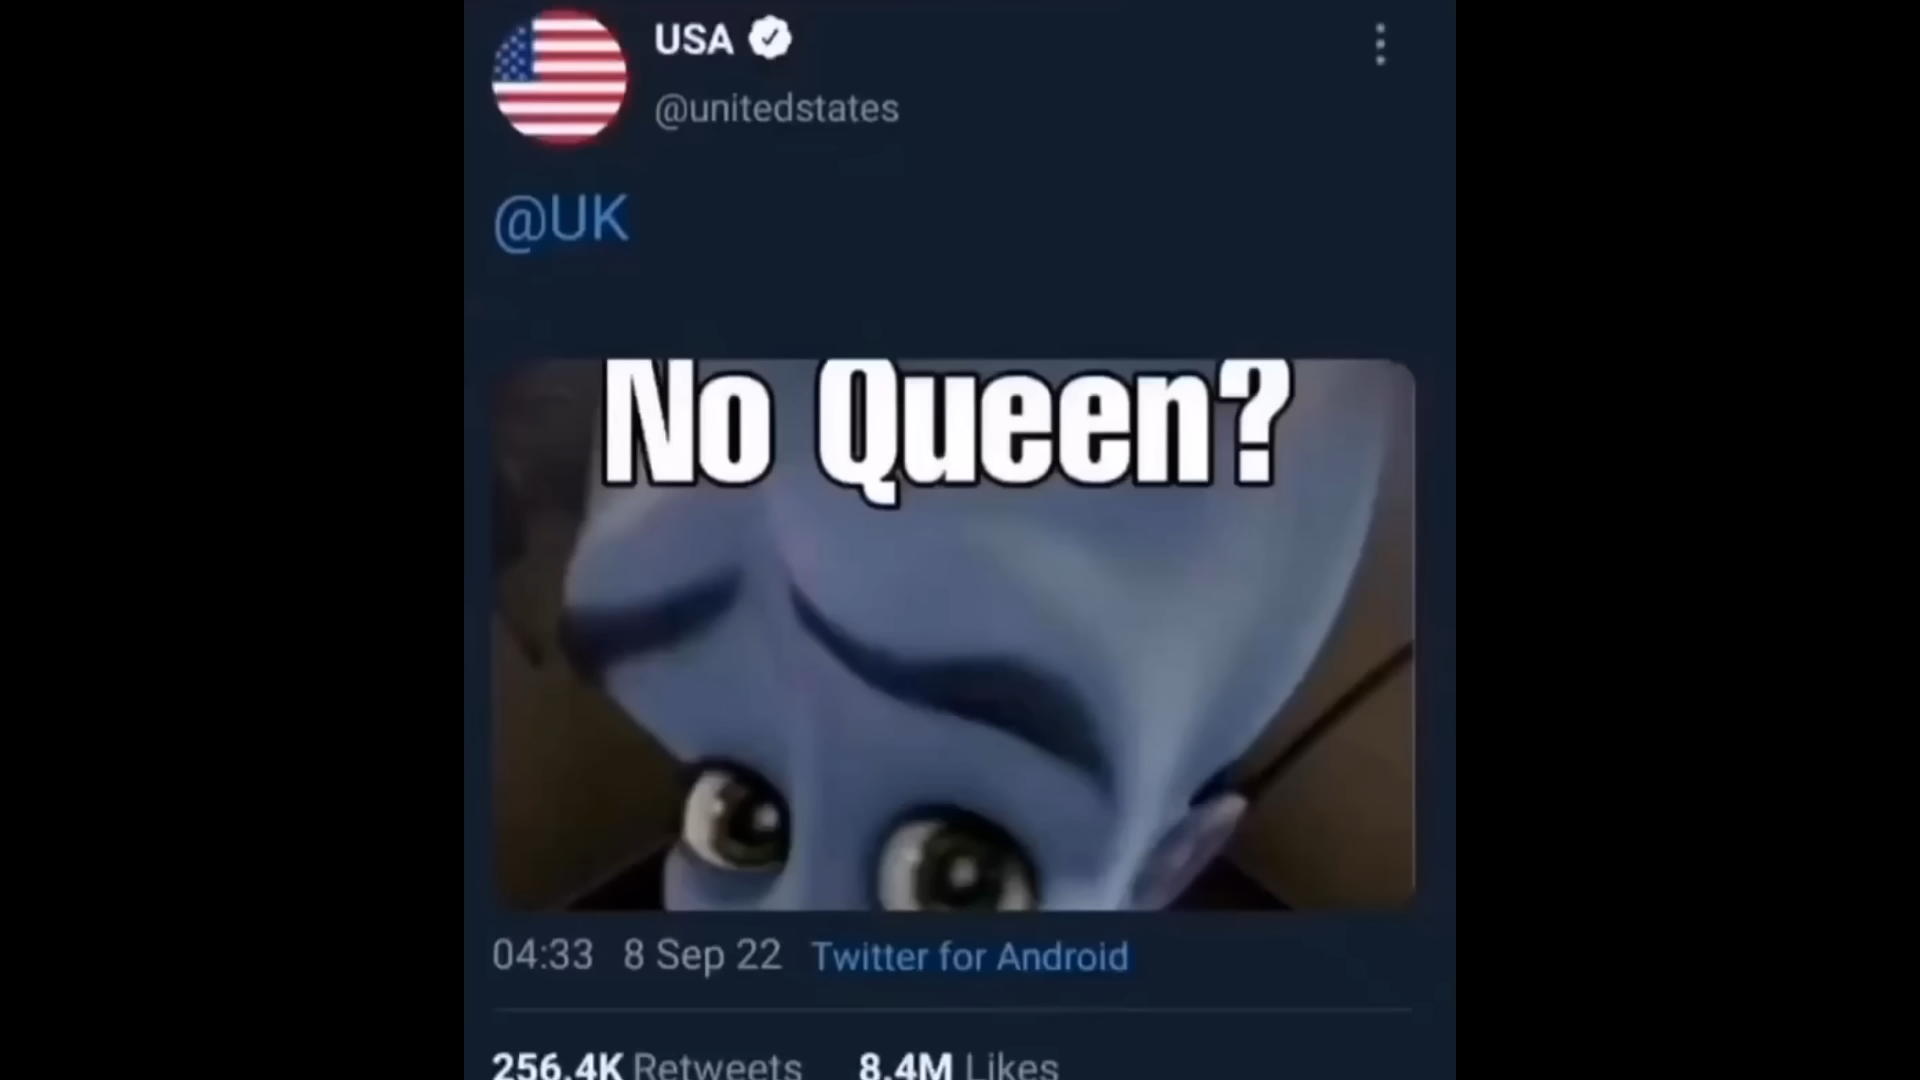 USA
@unitedstates
@UK
No Queen?
04:33 8 Sep 22 Twitter for Android
256.4K Retweets 8.4M Likes